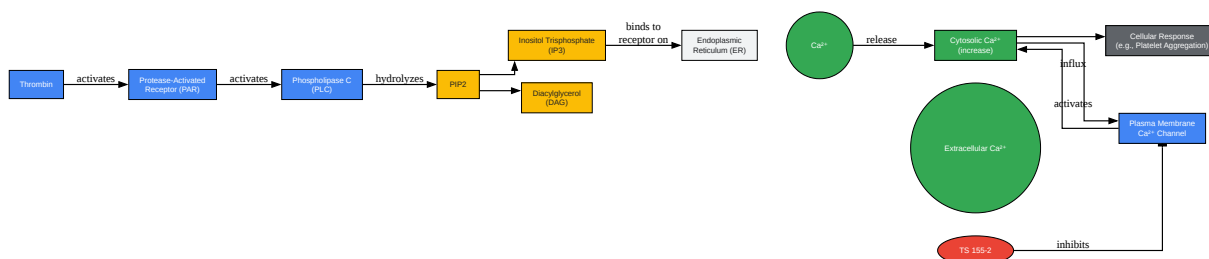 Thrombin
activates
Protease-Activated
Receptor (PAR)
activates
Phospholipase C
(PLC)
hydrolyzes
PIP2
Inositol Trisphosphate
(IP3)
Diacylglycerol
(DAG)
binds to
receptor on
Endoplasmic
Reticulum (ER)
Ca²⁺
release
Cytosolic Ca²⁺
(increase)
Cellular Response
(e.g., Platelet Aggregation)
influx
activates
Plasma Membrane
Ca²⁺ Channel
Extracellular Ca²⁺
TS 155-2
inhibits